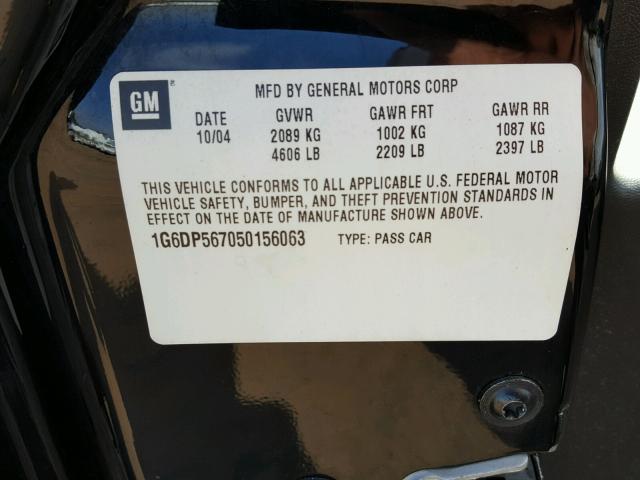 GM
MFD BY GENERAL MOTORS CORP
DATE GVWR GAWR FRT GAWR RR
10/04 2089 KG 1002 KG 1087 KG
4606 LB 2209 LB 2397 LB
THIS VEHICLE CONFORMS TO ALL APPLICABLE U.S. FEDERAL MOTOR
VEHICLE SAFETY, BUMPER, AND THEFT PREVENTION STANDARDS IN
EFFECT ON THE DATE OF MANUFACTURE SHOWN ABOVE.
1G6DP567050156063 TYPE: PASS CAR